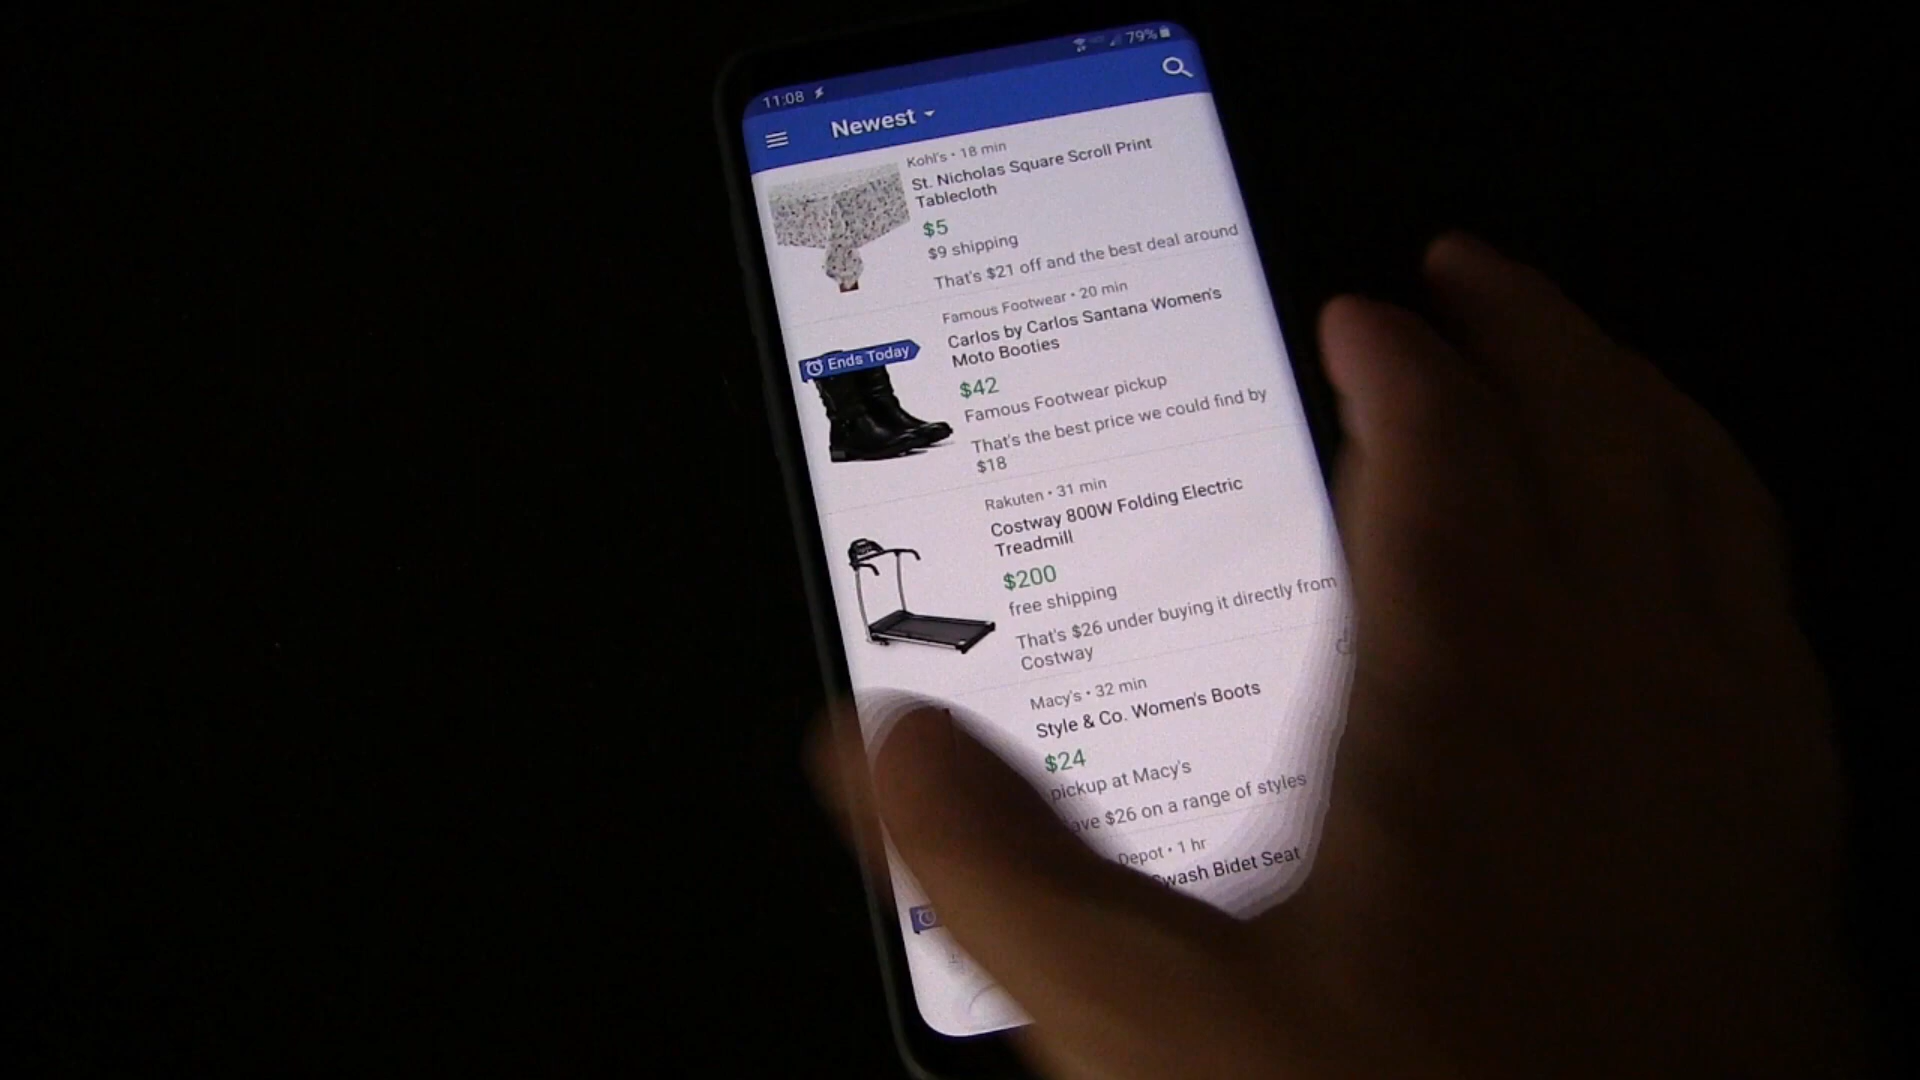 11:08
79%
Newest
Kohl's • 18 min
St. Nicholas Square Scroll Print
Tablecloth
$5
$9 shipping
That's $21 off and the best deal around
Famous Footwear • 20 min
Ends Today
Carlos by Carlos Santana Women's
Moto Booties
$42
Famous Footwear pickup
That's the best price we could find by
$18
Rakuten • 31 min
Costway 800W Folding Electric
Treadmill
$200
free shipping
That's $26 under buying it directly from
Costway
Macy's • 32 min
Style & Co. Women's Boots
$24
pickup at Macy's
ave $26 on a range of styles
Depot • 1 hr
Swash Bidet Seat